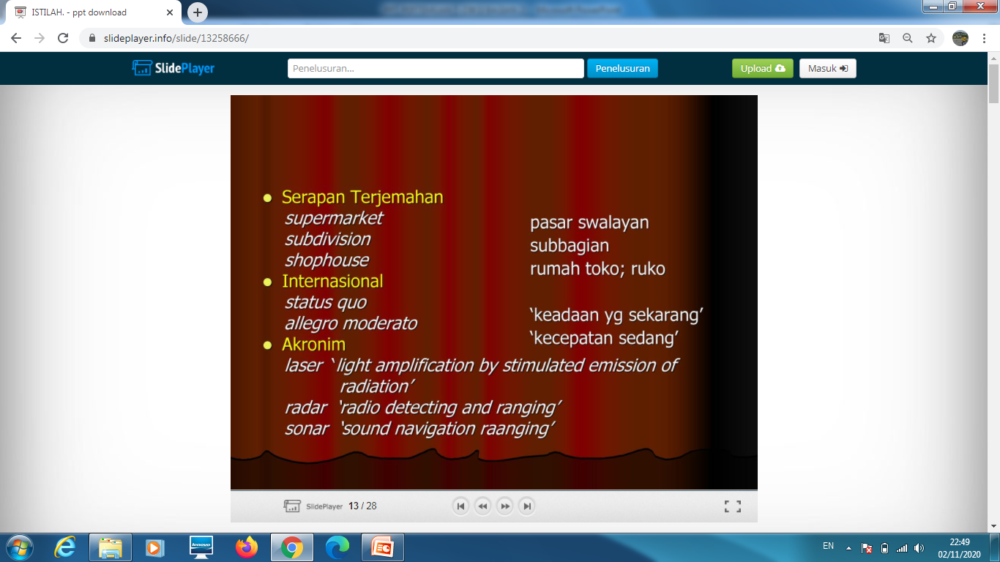 ISTILAH. - ppt download
slideplayer.info/slide/13258666/
SlidePlayer
Penelusuran...
Penelusuran
Upload
Masuk
Serapan Terjemahan
supermarket
pasar swalayan
subdivision
subbagian
shophouse
rumah toko; ruko
Internasional
status quo
‘keadaan yg sekarang’
allegro moderato
‘kecepatan sedang’
Akronim
laser ‘ light amplification by stimulated emission of
radiation’
radar ‘radio detecting and ranging’
sonar ‘sound navigation raanging’
SlidePlayer 13 / 28
lenovo
EN
22:49
02/11/2020